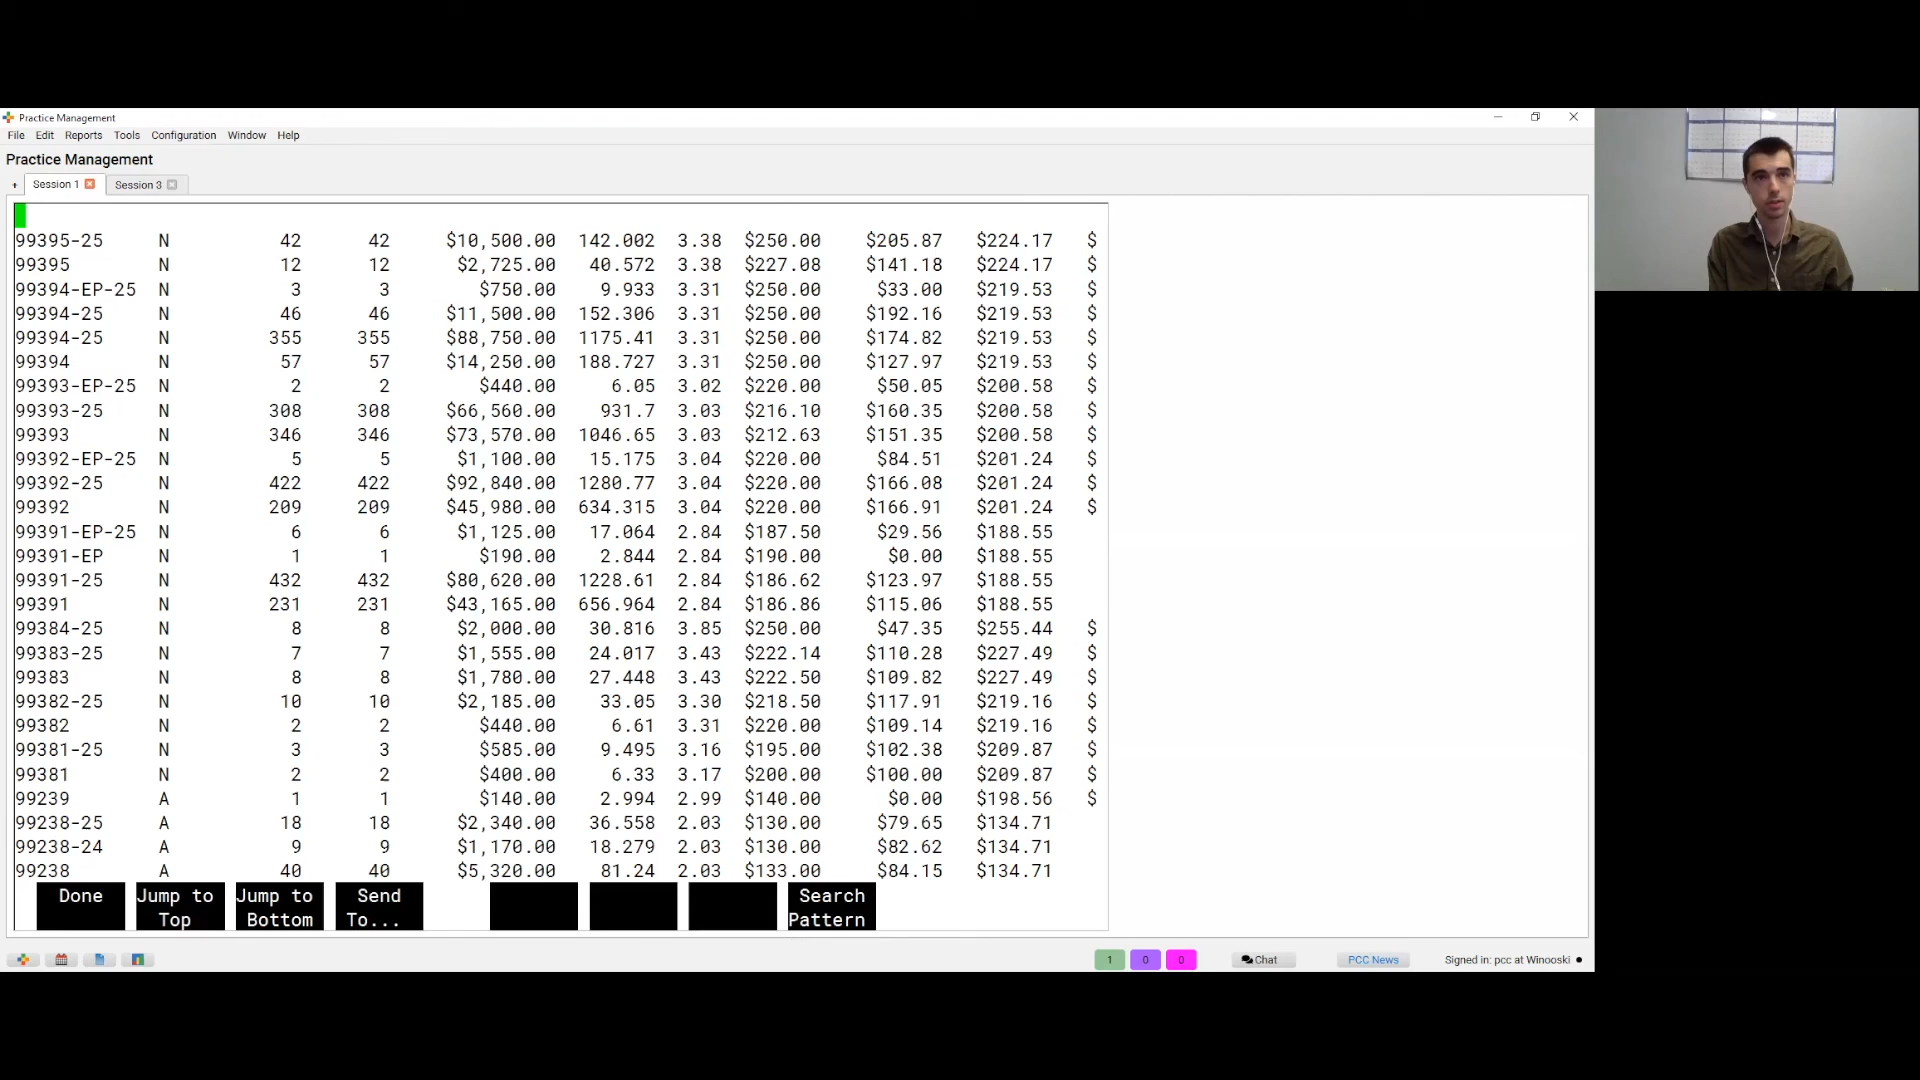 Practice Management
File Edit Reports Tools Configuration Window Help
Practice Management
+ Session 1 Session 3
99395-25 N 42 42 $10,500.00 142.002 3.38 $250.00 $205.87 $224.17 $
99395 N 12 12 $2,725.00 40.572 3.38 $227.08 $141.18 $224.17 $
99394-EP-25 N 3 3 $750.00 9.933 3.31 $250.00 $33.00 $219.53 $
99394-25 N 46 46 $11,500.00 152.306 3.31 $250.00 $192.16 $219.53 $
99394-25 N 355 355 $88,750.00 1175.41 3.31 $250.00 $174.82 $219.53 $
99394 N 57 57 $14,250.00 188.727 3.31 $250.00 $127.97 $219.53 $
99393-EP-25 N 2 2 $440.00 6.05 3.02 $220.00 $50.05 $200.58 $
99393-25 N 308 308 $66,560.00 931.7 3.03 $216.10 $160.35 $200.58 $
99393 N 346 346 $73,570.00 1046.65 3.03 $212.63 $151.35 $200.58 $
99392-EP-25 N 5 5 $1,100.00 15.175 3.04 $220.00 $84.51 $201.24 $
99392-25 N 422 422 $92,840.00 1280.77 3.04 $220.00 $166.08 $201.24 $
99392 N 209 209 $45,980.00 634.315 3.04 $220.00 $166.91 $201.24 $
99391-EP-25 N 6 6 $1,125.00 17.064 2.84 $187.50 $29.56 $188.55
99391-EP N 1 1 $190.00 2.844 2.84 $190.00 $0.00 $188.55
99391-25 N 432 432 $80,620.00 1228.61 2.84 $186.62 $123.97 $188.55
99391 N 231 231 $43,165.00 656.964 2.84 $186.86 $115.06 $188.55
99384-25 N 8 8 $2,000.00 30.816 3.85 $250.00 $47.35 $255.44 $
99383-25 N 7 7 $1,555.00 24.017 3.43 $222.14 $110.28 $227.49 $
99383 N 8 8 $1,780.00 27.448 3.43 $222.50 $109.82 $227.49 $
99382-25 N 10 10 $2,185.00 33.05 3.30 $218.50 $117.91 $219.16 $
99382 N 2 2 $440.00 6.61 3.31 $220.00 $109.14 $219.16 $
99381-25 N 3 3 $585.00 9.495 3.16 $195.00 $102.38 $209.87 $
99381 N 2 2 $400.00 6.33 3.17 $200.00 $100.00 $209.87 $
99239 A 1 1 $140.00 2.994 2.99 $140.00 $0.00 $198.56 $
99238-25 A 18 18 $2,340.00 36.558 2.03 $130.00 $79.65 $134.71
99238-24 A 9 9 $1,170.00 18.279 2.03 $130.00 $82.62 $134.71
99238 A 40 40 $5,320.00 81.24 2.03 $133.00 $84.15 $134.71
Done Jump to Jump to Send Search
Top Bottom To... Pattern
1 0 0 Chat PCC News Signed in: pcc at Winooski